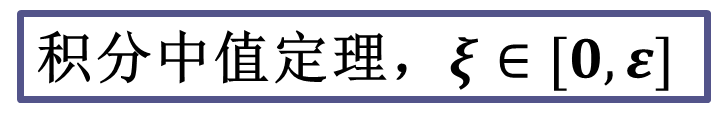 积分中值定理，ξ ∈ [0, ε]